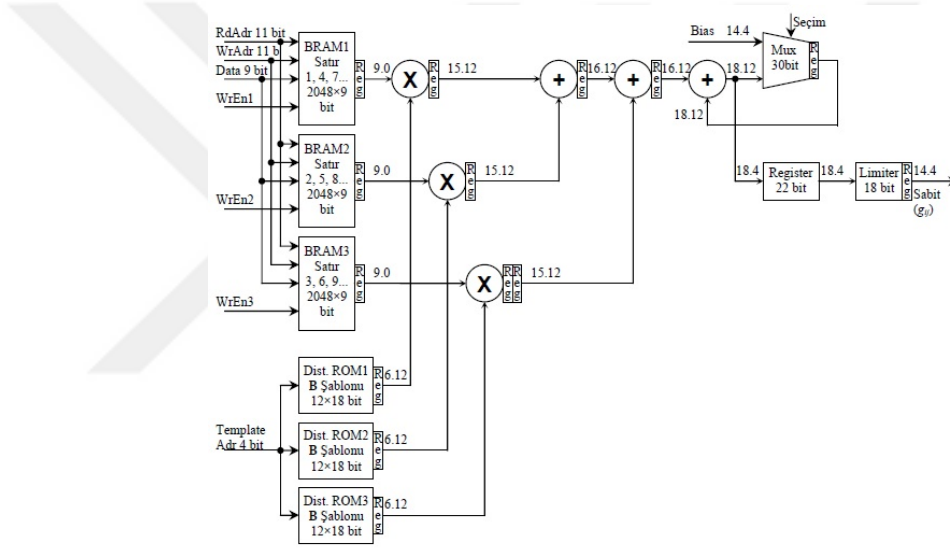 RdAdr 11 bit
WrAdr 11 b
Data 9 bit
WrEn1
BRAM1
Satır
1, 4, 7...
2048×9
bit
Reg
9.0
X
Reg
15.12
+
Reg
16.12
+
Reg
16.12
+
18.12
18.12
Bias 14.4
Seçim
Mux
30bit
Reg
WrEn2
BRAM2
Satır
2, 5, 8...
2048×9
bit
Reg
9.0
X
Reg
15.12
18.4
Register
22 bit
18.4
Limiter
18 bit
Reg
14.4
Sabit
(gij)
WrEn3
BRAM3
Satır
3, 6, 9...
2048×9
bit
Reg
9.0
X
Reg
Reg
15.12
Template
Adr 4 bit
Dist. ROM1
B Şablonu
12×18 bit
Reg
6.12
Dist. ROM2
B Şablonu
12×18 bit
Reg
6.12
Dist. ROM3
B Şablonu
12×18 bit
Reg
6.12